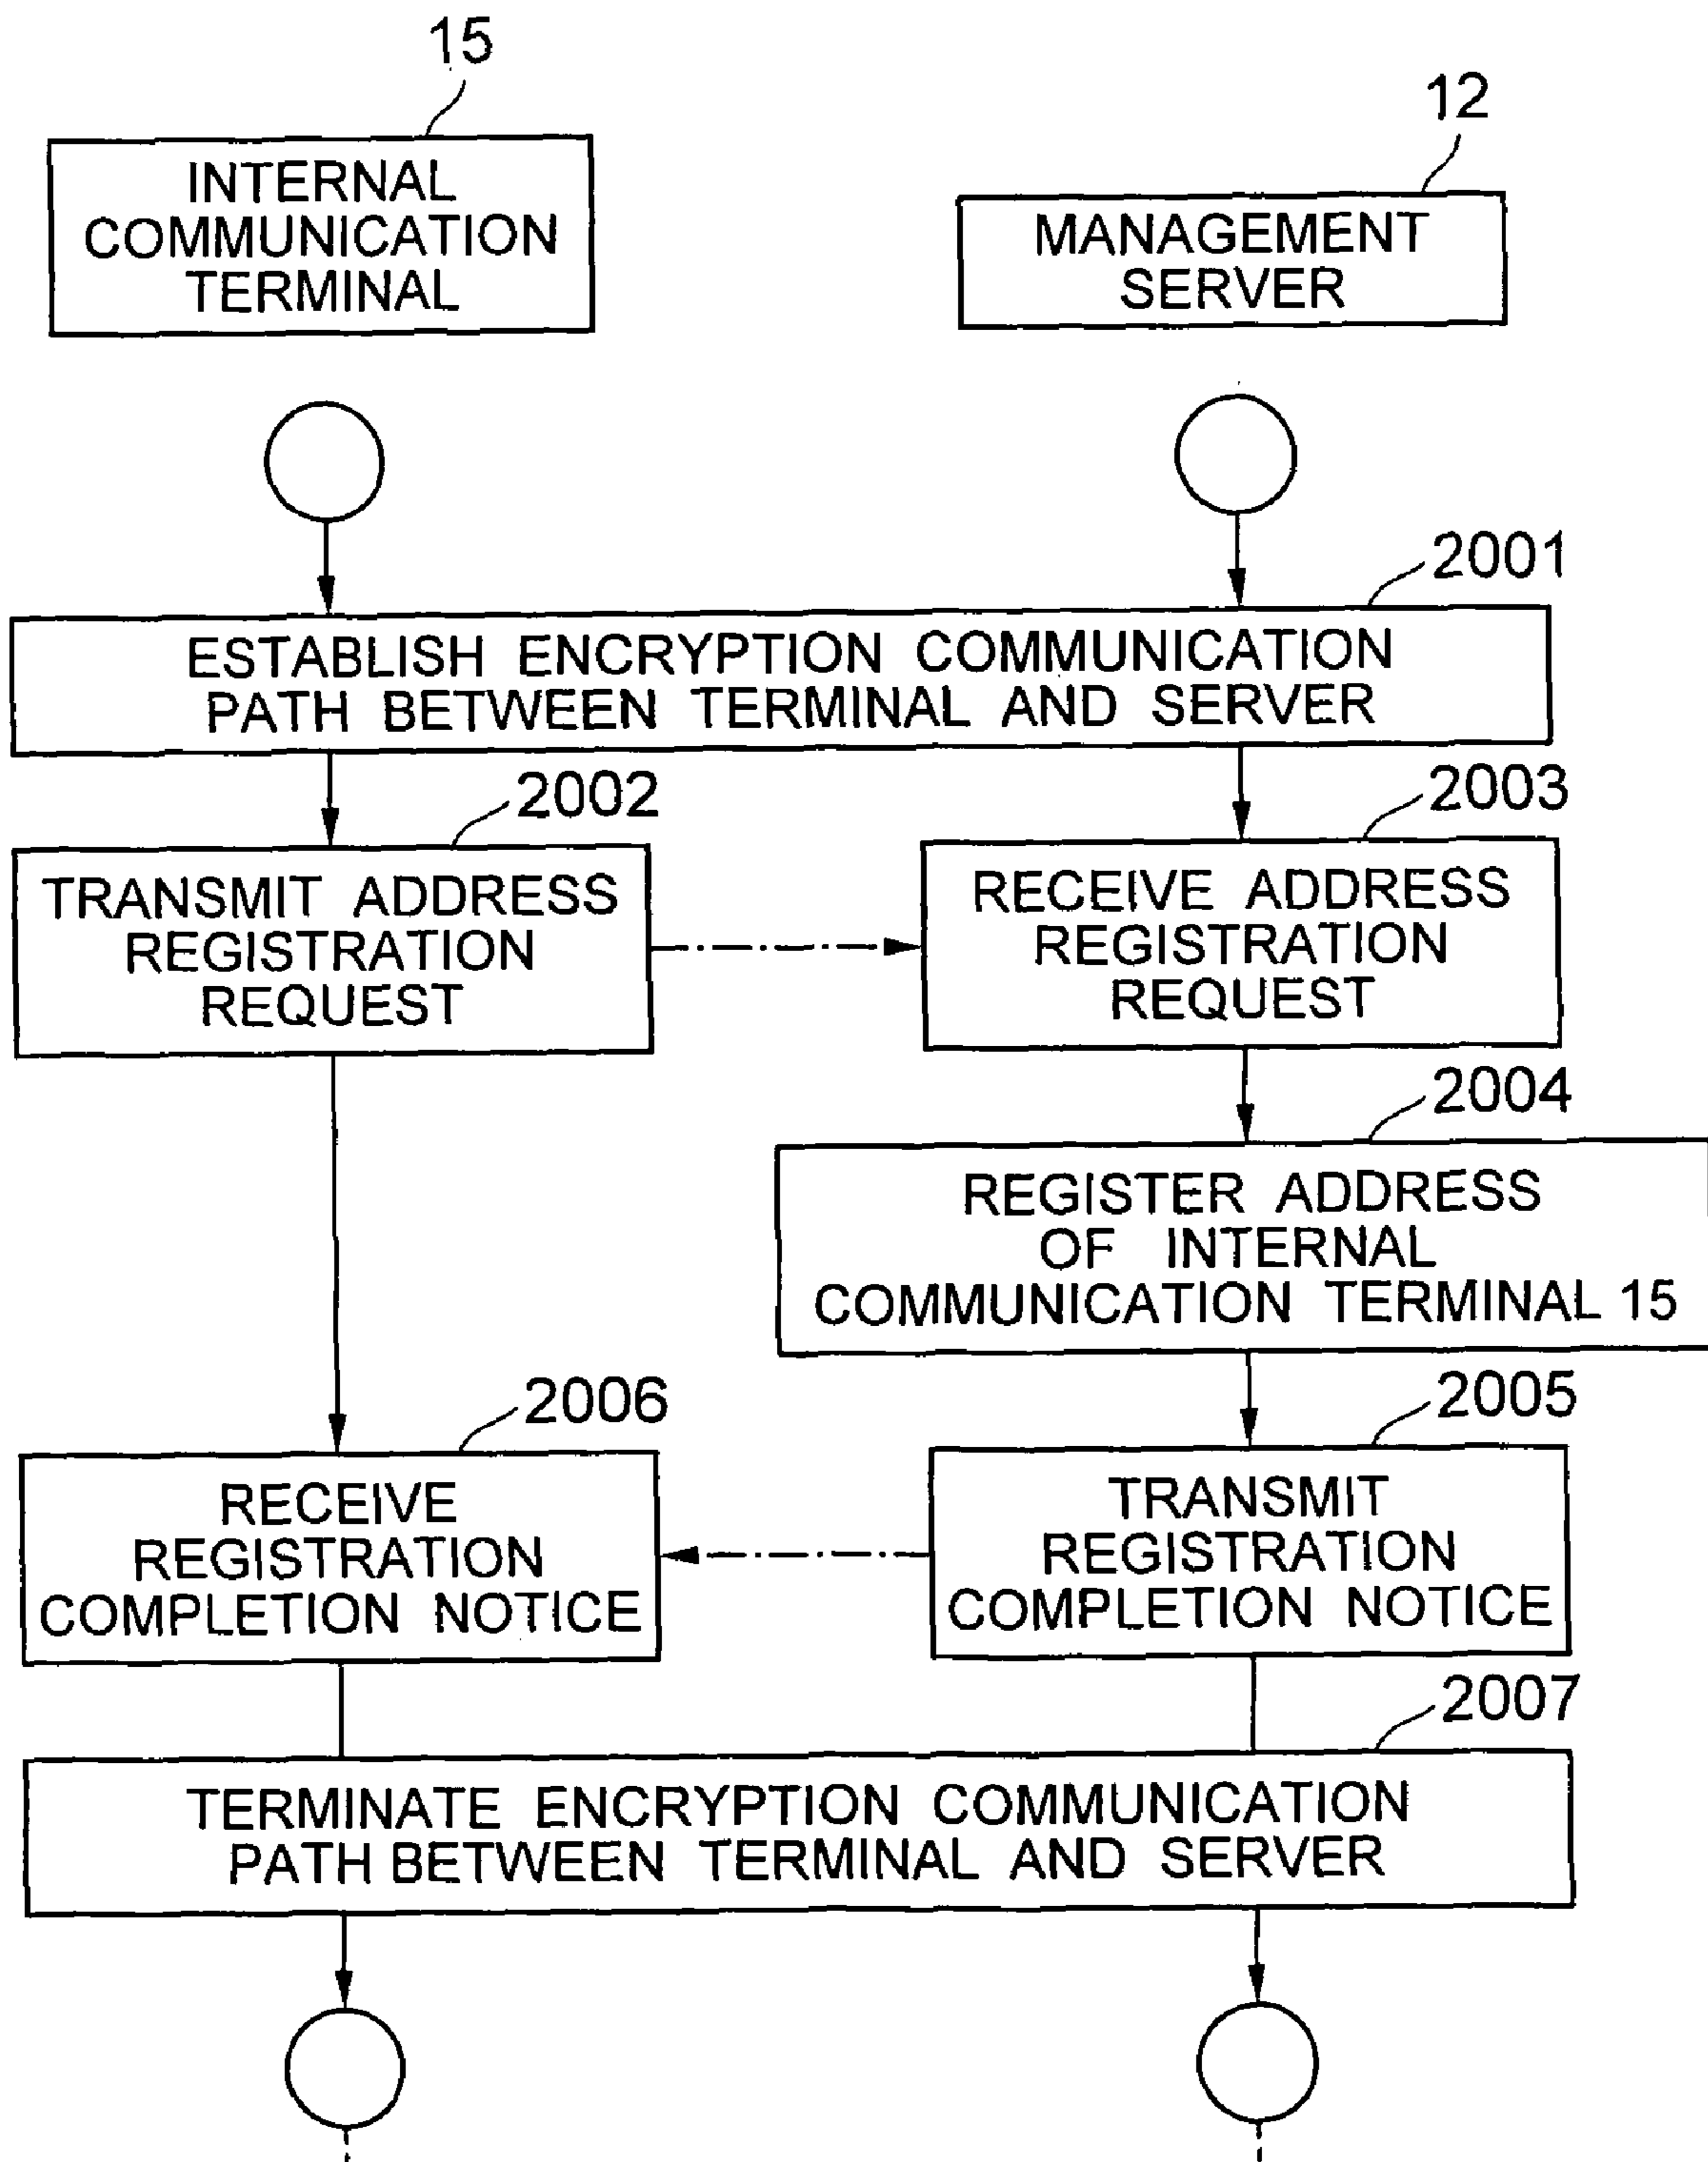 15
12
INTERNAL
COMMUNICATION
TERMINAL
MANAGEMENT
SERVER
2001
ESTABLISH ENCRYPTION COMMUNICATION
PATH BETWEEN TERMINAL AND SERVER
2002
2003
TRANSMIT ADDRESS
REGISTRATION
REQUEST
RECEIVE ADDRESS
REGISTRATION
REQUEST
2004
REGISTER ADDRESS
OF INTERNAL
COMMUNICATION TERMINAL 15
2006
2005
RECEIVE
REGISTRATION
COMPLETION NOTICE
TRANSMIT
REGISTRATION
COMPLETION NOTICE
2007
TERMINATE ENCRYPTION COMMUNICATION
PATH BETWEEN TERMINAL AND SERVER